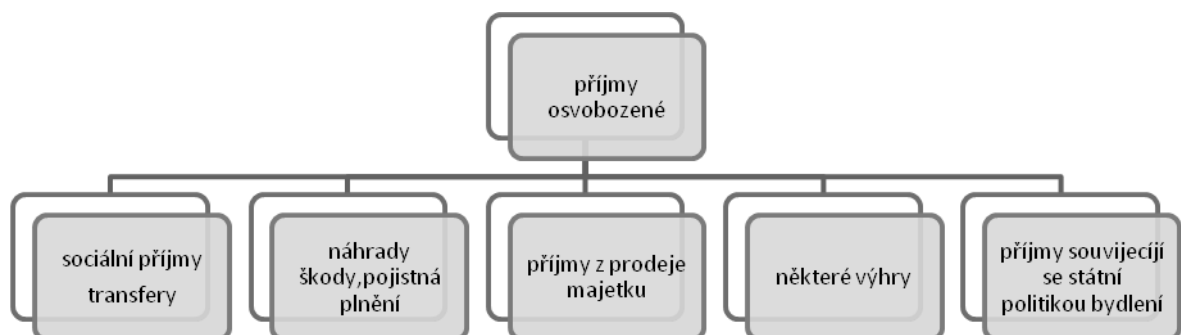 příjmy
osvobozené
sociální příjmy
transfery
náhrady
škody,pojistná
plnění
příjmy z prodeje
majetku
některé výhry
příjmy souvijecíjí
se státní
politikou bydlení